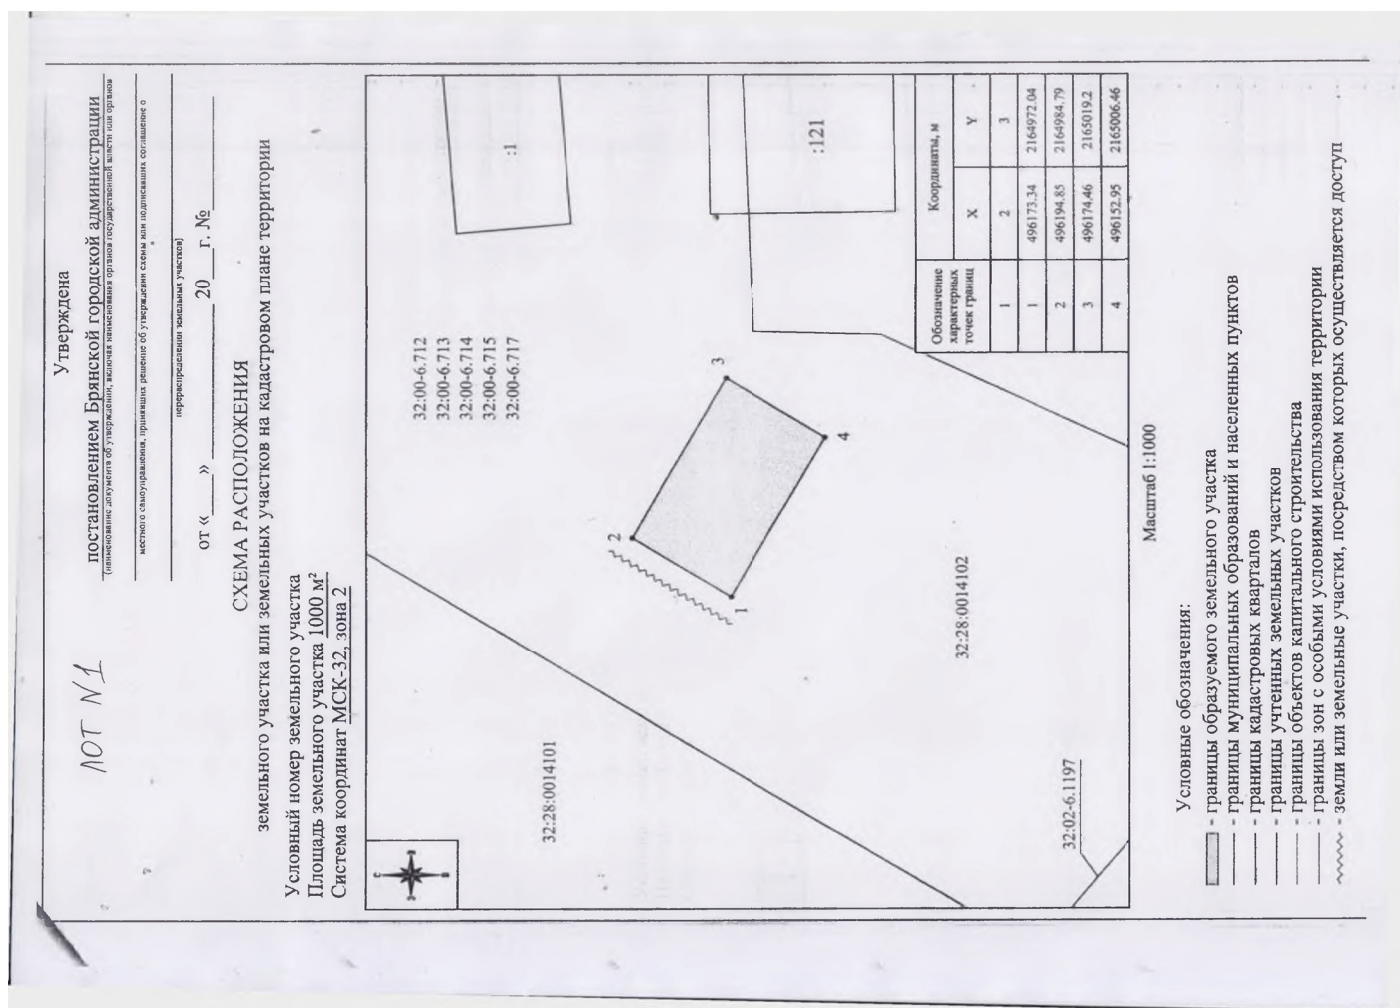 ЛОТ N1
Утверждена
постановлением Брянской городской администрации
(наименование документа об утверждении, включая наименования органов государственной власти или органов
местного самоуправления, принявших решение об утверждении схемы или подписавших соглашение о
перераспределении земельных участков)
от «___» ____________ 20___ г. № ________
СХЕМА РАСПОЛОЖЕНИЯ
земельного участка или земельных участков на кадастровом плане территории
Условный номер земельного участка
Площадь земельного участка 1000 м²
Система координат МСК-32, зона 2
С
В
32:00-6.712
32:00-6.713
32:00-6.714
32:00-6.715
32:00-6.717
:1
32:28:0014101
2
3
1
4
:121
32:28:0014102
32:02-6.1197
Обозначение характерных точек границ Координаты, м
X Y
1 2 3
1 496173.34 2164972.04
2 496194.85 2164984.79
3 496174.46 2165019.2
4 496152.95 2165006.46
Масштаб 1:1000
Условные обозначения:
- границы образуемого земельного участка
- границы муниципальных образований и населенных пунктов
- границы кадастровых кварталов
- границы учтенных земельных участков
- границы объектов капитального строительства
- границы зон с особыми условиями использования территории
- земли или земельные участки, посредством которых осуществляется доступ